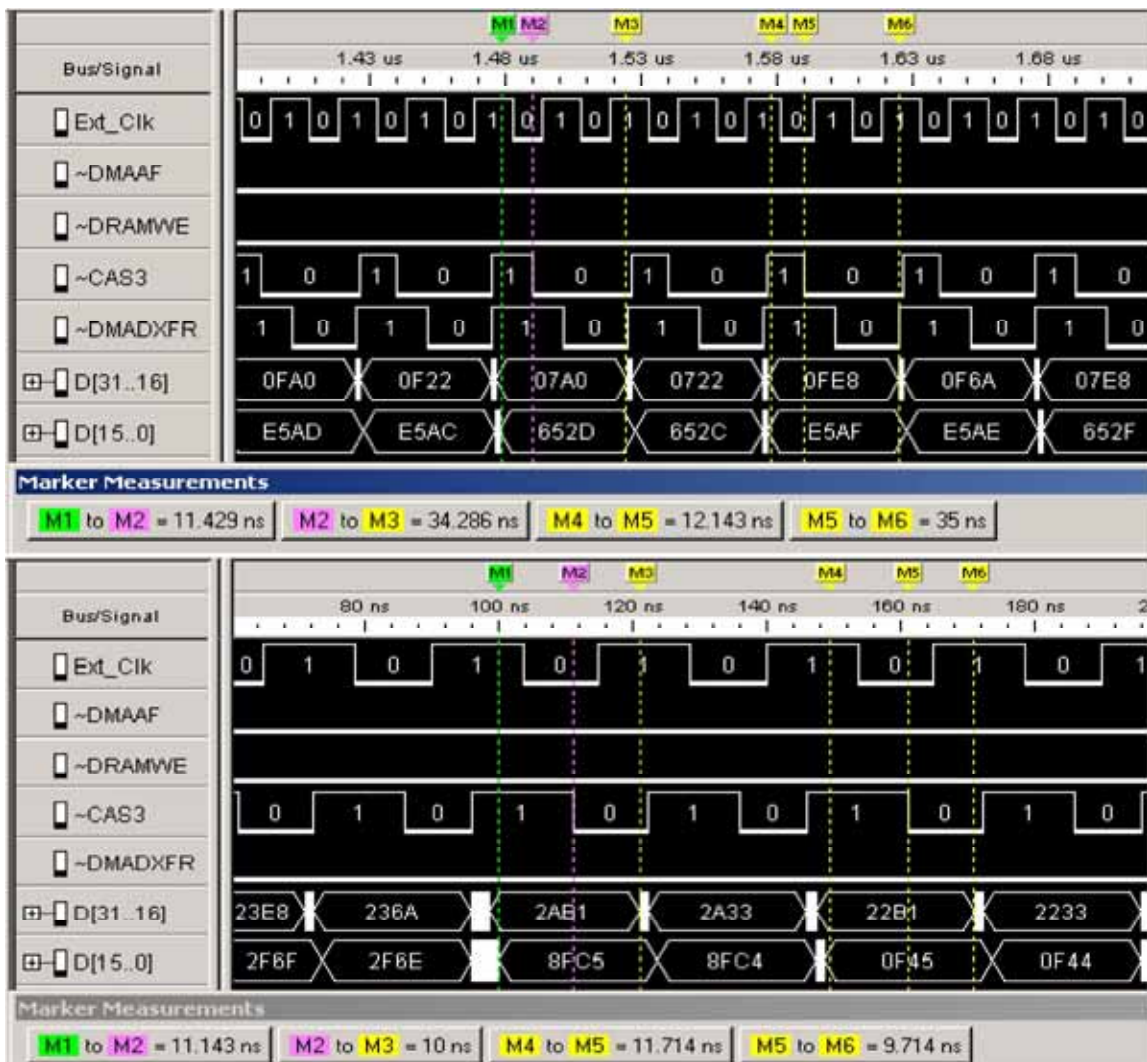 M1 M2 M3 M4 M5 M6
Bus/Signal 1.43 us 1.48 us 1.53 us 1.58 us 1.63 us 1.68 us
Ext_Clk 0 1 0 1 0 1 0 1 0 1 0 1 0 1 0 1 0 1 0 1 0 1 0 1 0 1 0
~DMAAF
~DRAMWE
~CAS3 1 0 1 0 1 0 1 0 1 0 1 0 1 0
~DMADXFR 1 0 1 0 1 0 1 0 1 0 1 0 1 0
D[31..16] 0FA0 0F22 07A0 0722 0FE8 0F6A 07E8
D[15..0] E5AD E5AC 652D 652C E5AF E5AE 652F
Marker Measurements
M1 to M2 = 11.429 ns M2 to M3 = 34.286 ns M4 to M5 = 12.143 ns M5 to M6 = 35 ns
M1 M2 M3 M4 M5 M6
Bus/Signal 80 ns 100 ns 120 ns 140 ns 160 ns 180 ns
Ext_Clk 0 1 0 1 0 1 0 1 0 1 0 1
~DMAAF
~DRAMWE
~CAS3 0 1 0 1 0 1 0 1 0 1 0
~DMADXFR
D[31..16] 23E8 236A 2AB1 2A33 22B1 2233
D[15..0] 2F6F 2F6E 8FC5 8FC4 0F45 0F44
Marker Measurements
M1 to M2 = 11.143 ns M2 to M3 = 10 ns M4 to M5 = 11.714 ns M5 to M6 = 9.714 ns